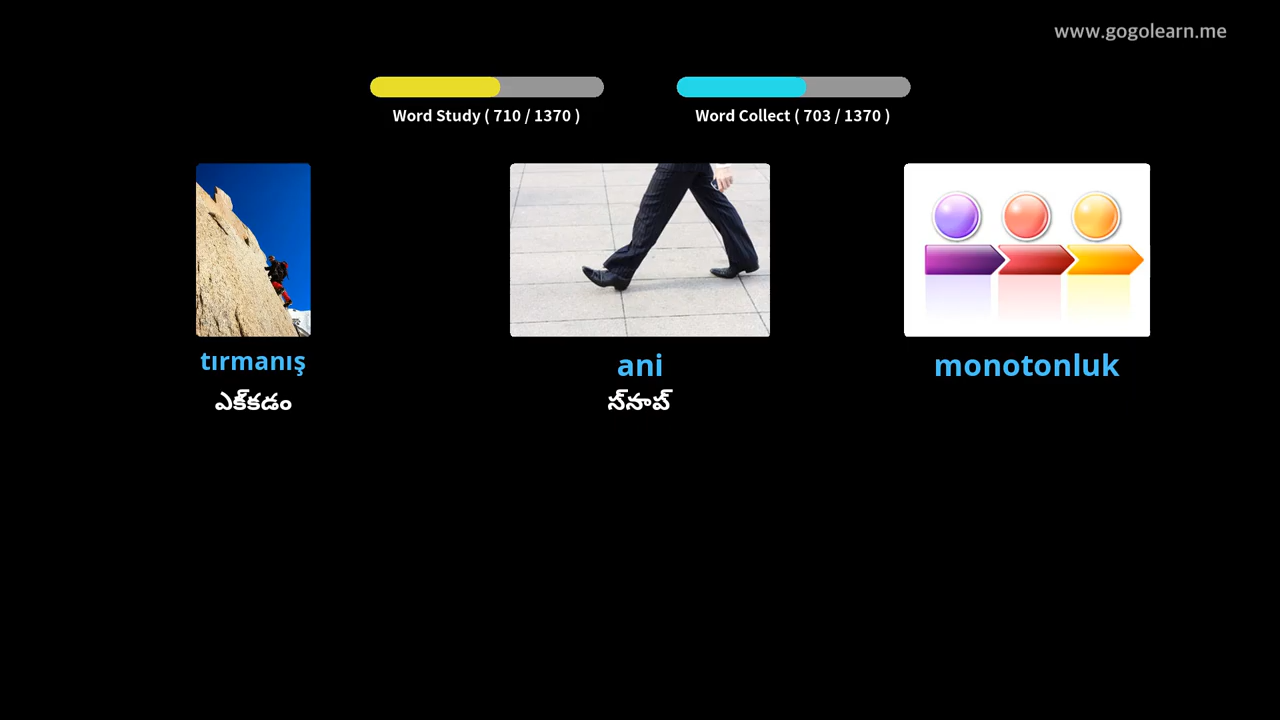 www.gogolearn.me
Word Study ( 710 / 1370 )
Word Collect ( 703 / 1370 )
tırmanış
ani
monotonluk
ఎక్కడం
స్నాప్